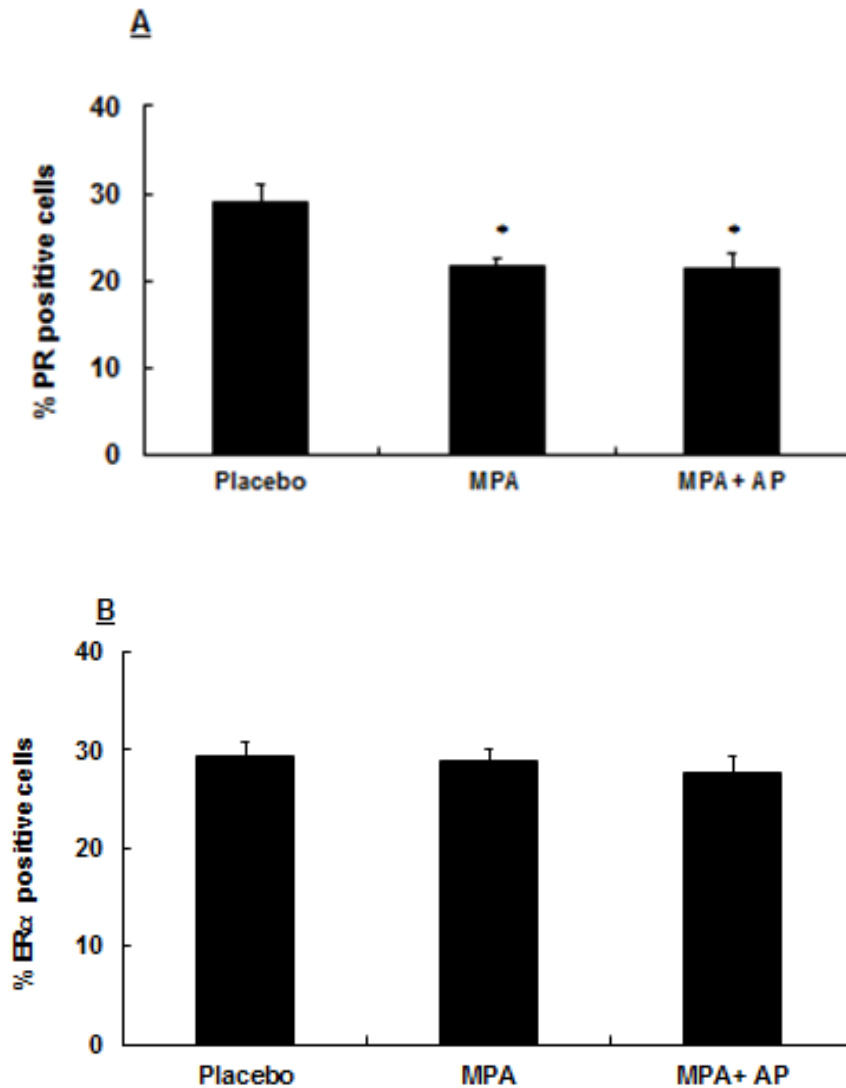 A
% PR positive cells
40
30
20
10
0
* *
Placebo MPA MPA + AP
B
% ERα positive cells
40
30
20
10
0
Placebo MPA MPA+ AP